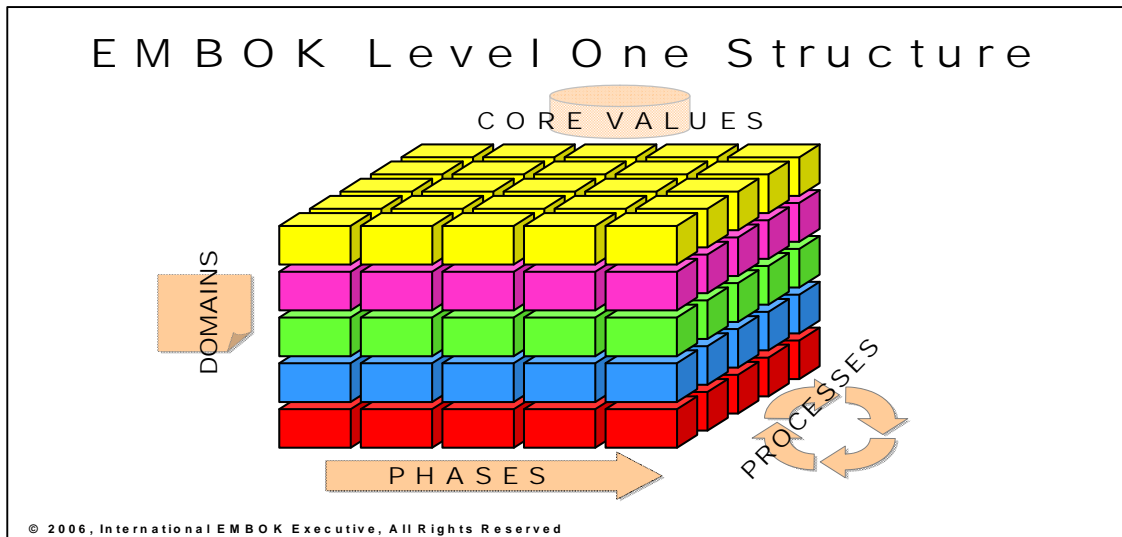 EMBOK Level One Structure
CORE VALUES
DOMAINS
PROCESSES
PHASES
© 2006, International EMBOK Executive, All Rights Reserved